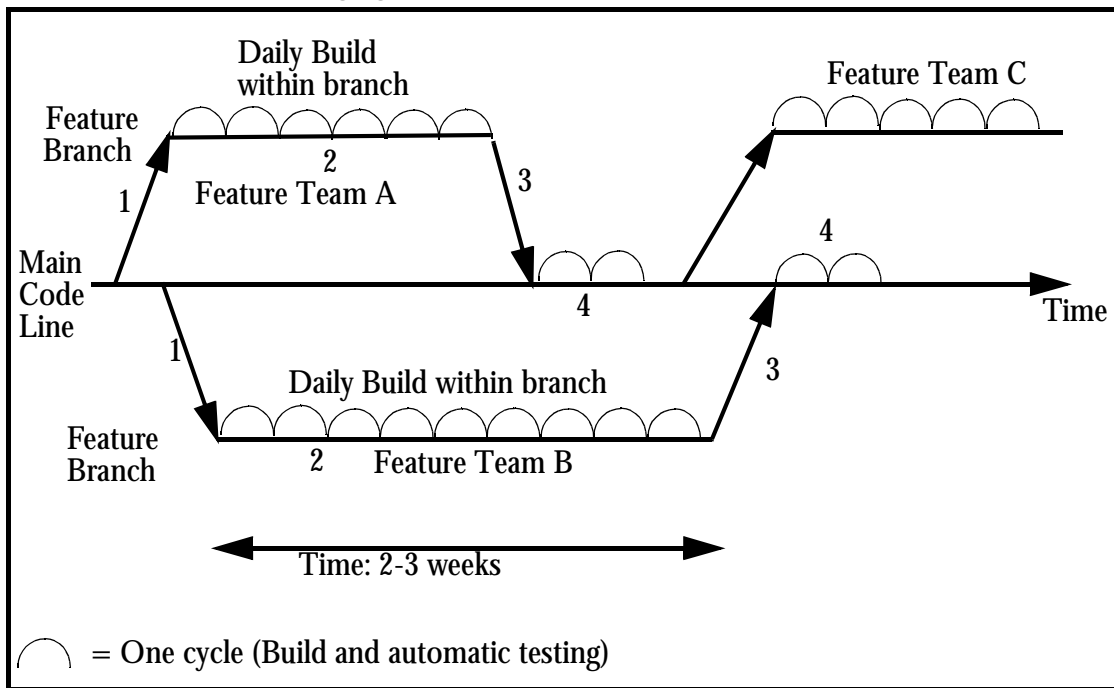 Daily Build
within branch
Feature Team C
Feature
Branch
2
1
Feature Team A
3
4
Main
Code
Line
4
Time
1
3
Daily Build within branch
Feature
Branch
2
Feature Team B
Time: 2-3 weeks
= One cycle (Build and automatic testing)